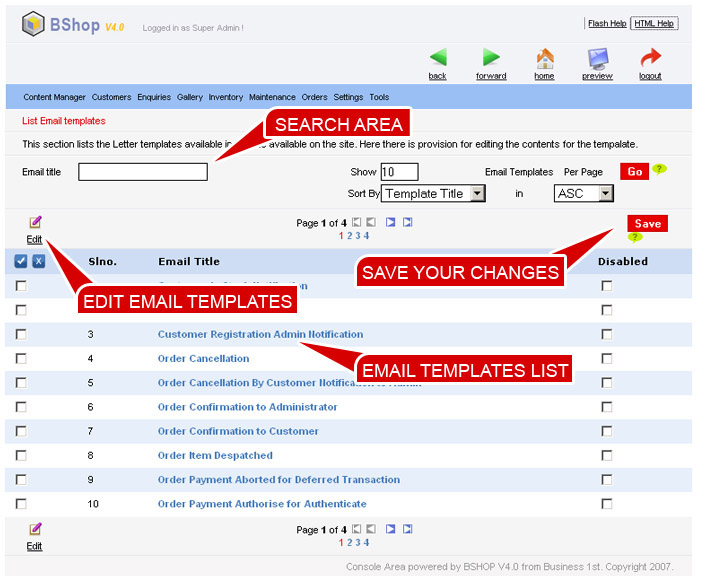 BShop V4.0
Logged in as Super Admin !
Flash Help HTML Help
back forward home preview logout
Content Manager Customers Enquiries Gallery Inventory Maintenance Orders Settings Tools
List Email templates
SEARCH AREA
This section lists the Letter templates available in available on the site. Here there is provision for editing the contents for the tempalate.
Email title Show 10 Email Templates Per Page Go ?
Sort By Template Title in ASC
Edit
Page 1 of 4
1 2 3 4
Save
?
SAVE YOUR CHANGES
Slno. Email Title Disabled
EDIT EMAIL TEMPLATES
3 Customer Registration Admin Notification
4 Order Cancellation
EMAIL TEMPLATES LIST
5 Order Cancellation By Customer Notification to Admin
6 Order Confirmation to Administrator
7 Order Confirmation to Customer
8 Order Item Despatched
9 Order Payment Aborted for Deferred Transaction
10 Order Payment Authorise for Authenticate
Edit
Page 1 of 4
1 2 3 4
Console Area powered by BSHOP V4.0 from Business 1st. Copyright 2007.